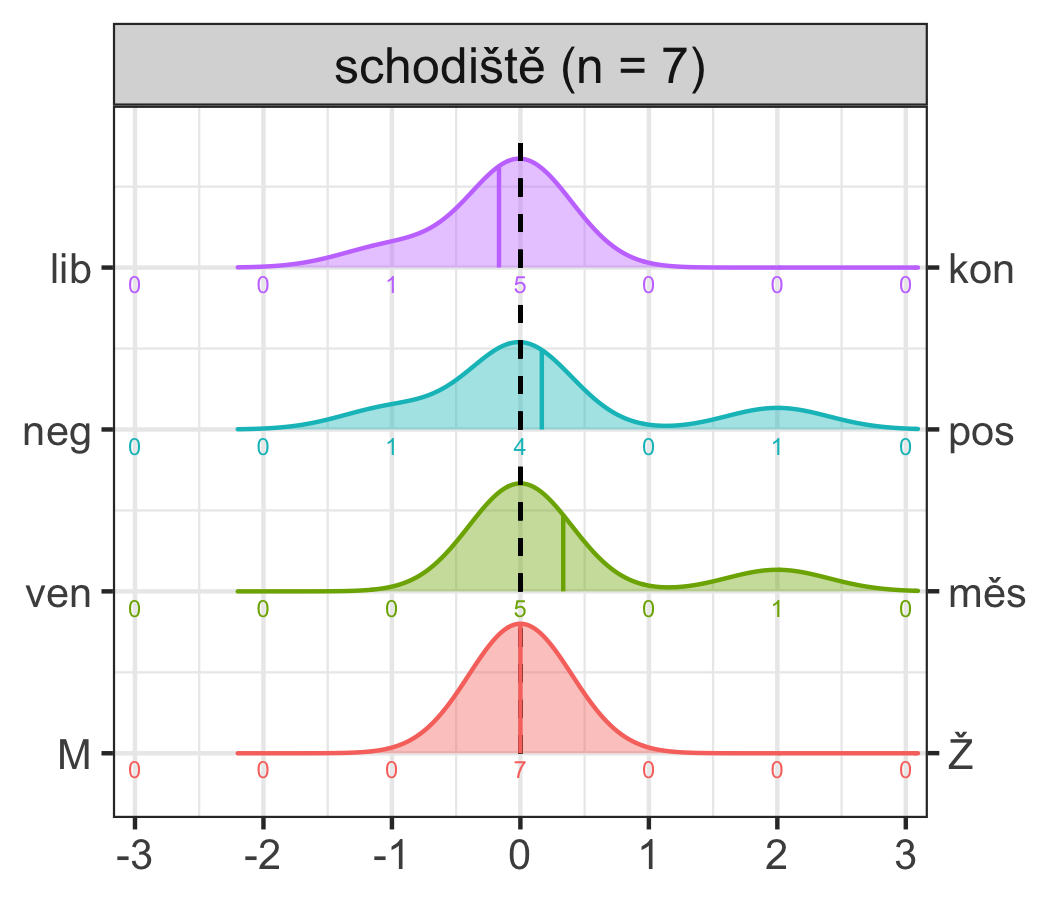 schodiště (n = 7)
lib kon
0 0 1 5 0 0 0
neg pos
0 0 1 4 0 1 0
ven měs
0 0 0 5 0 1 0
M Ž
0 0 0 7 0 0 0
-3 -2 -1 0 1 2 3